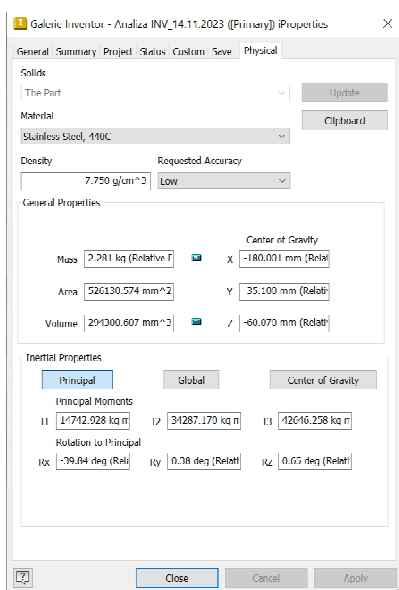 Galerie Inventor - Analiza INV_14.11.2023 ([Primary]) iProperties
General Summary Project Status Custom Save Physical
Solids
The Part
Update
Material
Clipboard
Stainless Steel, 440C
Density
Requested Accuracy
7.750 g/cm^3
Low
General Properties
Center of Gravity
Mass 2.281 kg (Relative E
X -180.001 mm (Relati
Area 526130.574 mm^2
Y 35.100 mm (Relati
Volume 294300.607 mm^3
Z -60.070 mm (Relati
Inertial Properties
Principal Global Center of Gravity
Principal Moments
I1 14742.928 kg m
I2 34287.170 kg m
I3 42646.258 kg m
Rotation to Principal
Rx -39.84 deg (Rela
Ry 0.38 deg (Relati
Rz 0.65 deg (Relati
Close Cancel Apply